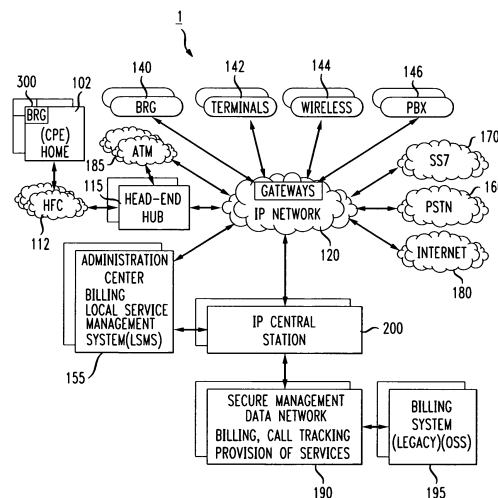 1
140
142
144
146
300
102
BRG
TERMINALS
WIRELESS
PBX
BRG
(CPE)
HOME
185
ATM
170
SS7
115
GATEWAYS
IP NETWORK
160
PSTN
HFC
HEAD-END
HUB
112
120
INTERNET
180
ADMINISTRATION
CENTER
BILLING
LOCAL SERVICE
MANAGEMENT
SYSTEM(LSMS)
155
IP CENTRAL
STATION
200
SECURE MANAGEMENT
DATA NETWORK
BILLING, CALL TRACKING
PROVISION OF SERVICES
190
BILLING
SYSTEM
(LEGACY)(OSS)
195